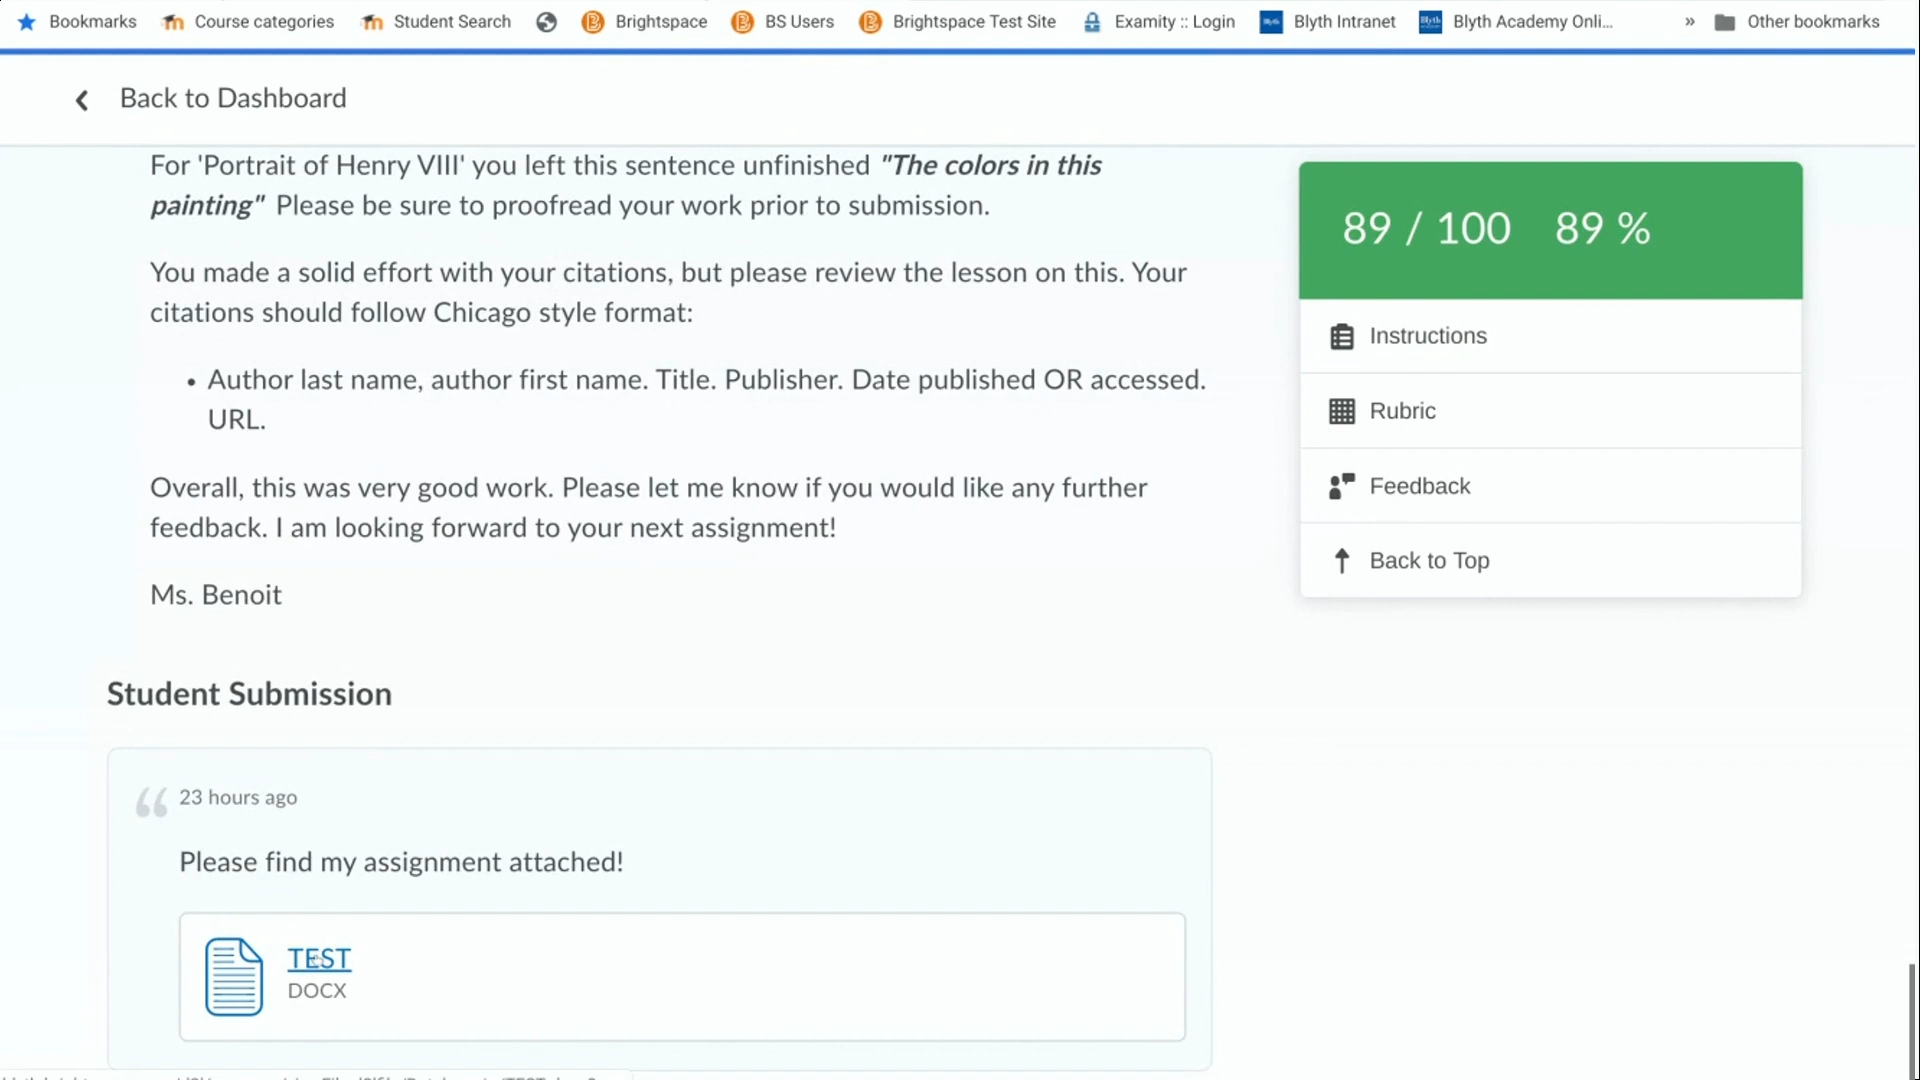 Bookmarks Course categories Student Search Brightspace BS Users Brightspace Test Site Examity :: Login Blyth Intranet Blyth Academy Onli... » Other bookmarks
Back to Dashboard
For 'Portrait of Henry VIII' you left this sentence unfinished "The colors in this
painting" Please be sure to proofread your work prior to submission.
You made a solid effort with your citations, but please review the lesson on this. Your
citations should follow Chicago style format:
• Author last name, author first name. Title. Publisher. Date published OR accessed.
URL.
Overall, this was very good work. Please let me know if you would like any further
feedback. I am looking forward to your next assignment!
Ms. Benoit
89 / 100 89 %
Instructions
Rubric
Feedback
Back to Top
Student Submission
23 hours ago
Please find my assignment attached!
TEST
DOCX